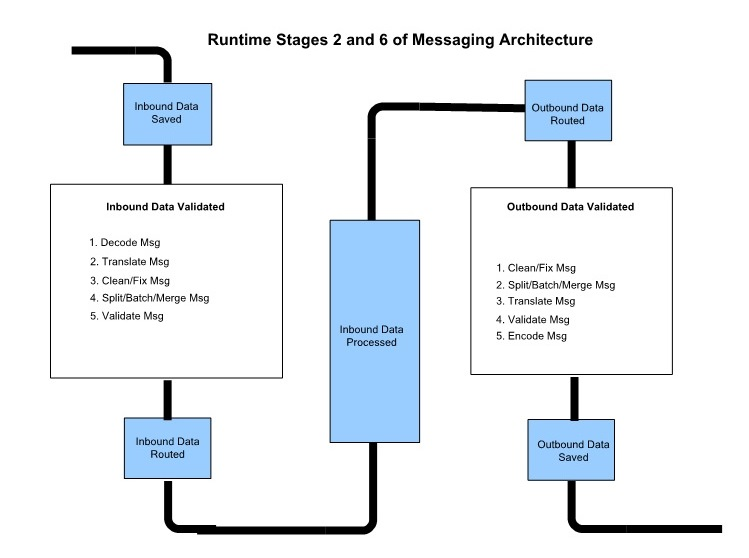 Runtime Stages 2 and 6 of Messaging Architecture
Inbound Data
Saved
Inbound Data Validated
1. Decode Msg
2. Translate Msg
3. Clean/Fix Msg
4. Split/Batch/Merge Msg
5. Validate Msg
Inbound Data
Routed
Inbound Data
Processed
Outbound Data
Routed
Outbound Data Validated
1. Clean/Fix Msg
2. Split/Batch/Merge Msg
3. Translate Msg
4. Validate Msg
5. Encode Msg
Outbound Data
Saved